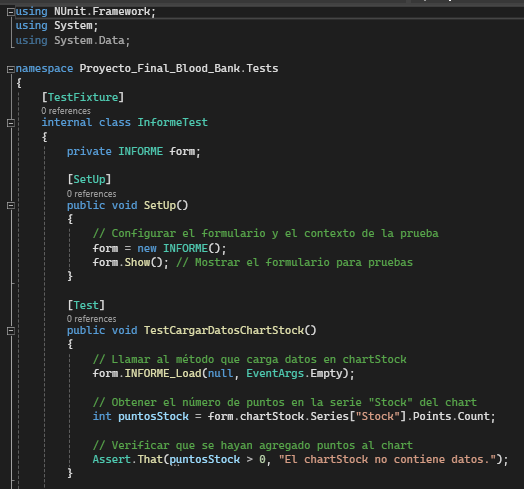 using NUnit.Framework;
using System;
using System.Data;
namespace Proyecto_Final_Blood_Bank.Tests
{
[TestFixture]
0 references
internal class InformeTest
{
private INFORME form;
[SetUp]
0 references
public void SetUp()
{
// Configurar el formulario y el contexto de la prueba
form = new INFORME();
form.Show(); // Mostrar el formulario para pruebas
}
[Test]
0 references
public void TestCargarDatosChartStock()
{
// Llamar al método que carga datos en chartStock
form.INFORME_Load(null, EventArgs.Empty);
// Obtener el número de puntos en la serie "Stock" del chart
int puntosStock = form.chartStock.Series["Stock"].Points.Count;
// Verificar que se hayan agregado puntos al chart
Assert.That(puntosStock > 0, "El chartStock no contiene datos.");
}